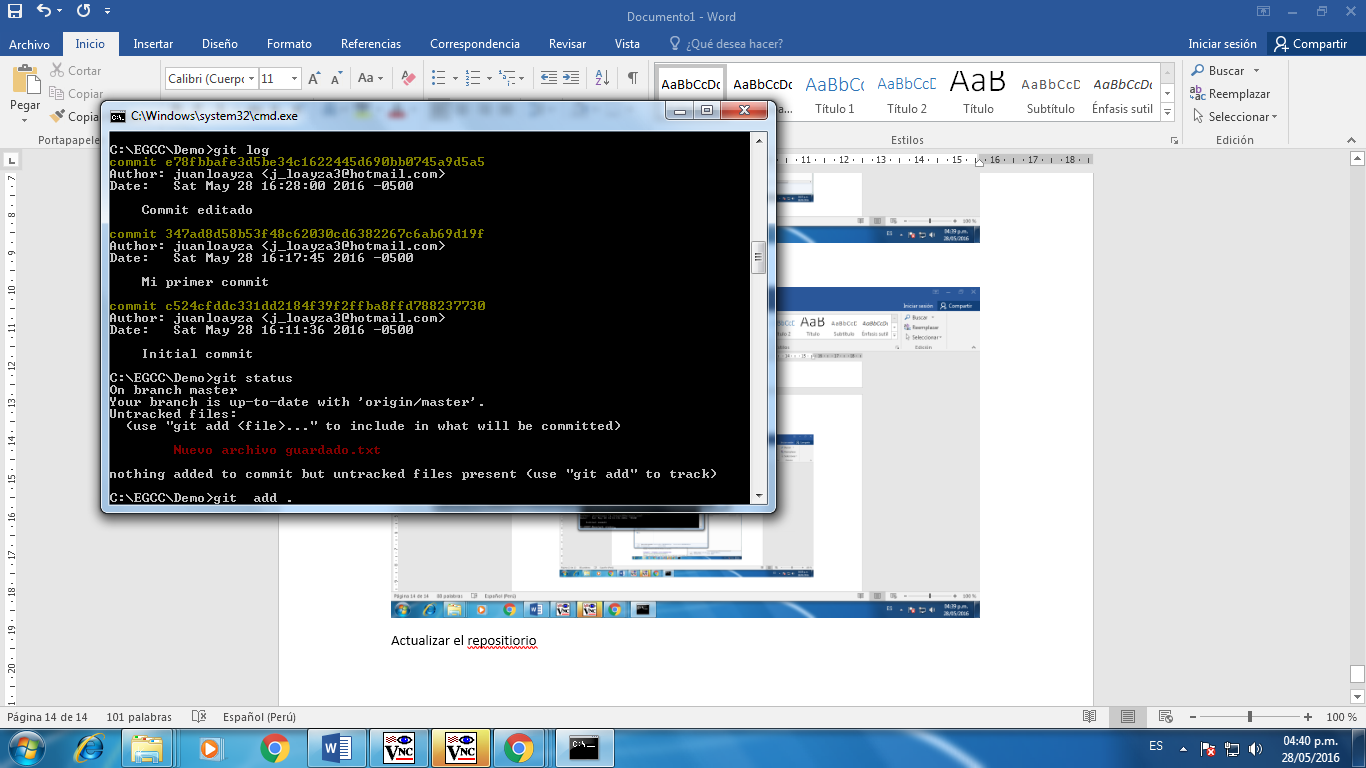 Documento1 - Word
Archivo Inicio Insertar Diseño Formato Referencias Correspondencia Revisar Vista ¿Qué desea hacer? Iniciar sesión Compartir
Pegar
Cortar
Copiar
Calibri (Cuerpo 11
AaBbCcDc AaBbCcDc AaBbCc AaBbCcC AaB AaBbCcD AaBbCcDc
Título 1 Título 2 Título Subtítulo Énfasis sutil
Buscar
Reemplazar
Seleccionar
Estilos Edición
C:\Windows\system32\cmd.exe
C:\EGCC\Demo>git log
commit e78fbbafe3d5be34c1622445d690bb0745a9d5a5
Author: juanloayza <j_loayza3@hotmail.com>
Date: Sat May 28 16:28:00 2016 -0500
Commit editado
commit 347ad8d58b53f48c62030cd6382267c6ab69d19f
Author: juanloayza <j_loayza3@hotmail.com>
Date: Sat May 28 16:17:45 2016 -0500
Mi primer commit
commit c524cfddc331dd2184f39f2ffba8ffd788237730
Author: juanloayza <j_loayza3@hotmail.com>
Date: Sat May 28 16:11:36 2016 -0500
Initial commit
C:\EGCC\Demo>git status
On branch master
Your branch is up-to-date with 'origin/master'.
Untracked files:
(use "git add <file>..." to include in what will be committed)
Nuevo archivo guardado.txt
nothing added to commit but untracked files present (use "git add" to track)
C:\EGCC\Demo>git  add .
Actualizar el repositiorio
Página 14 de 14 101 palabras Español (Perú) 100 %
ES 04:40 p.m.
28/05/2016